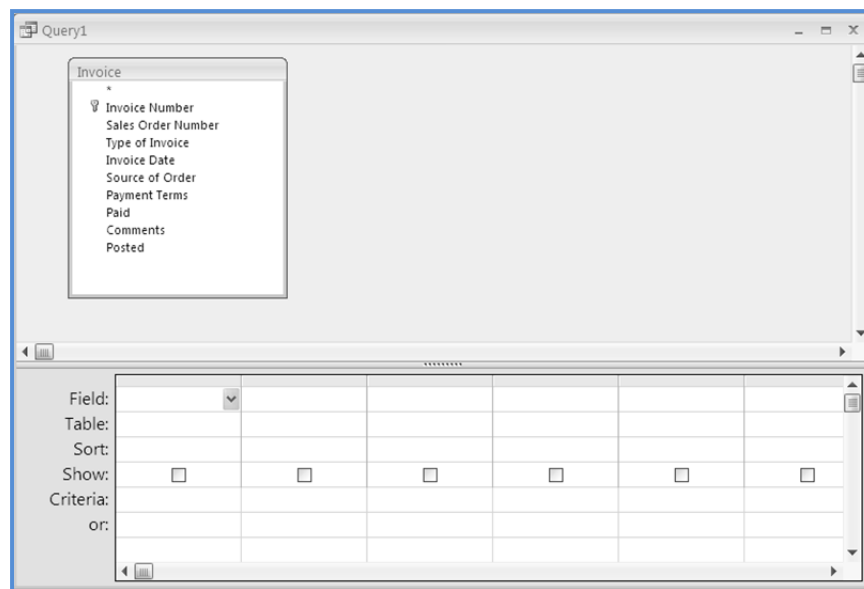 Query1
Invoice
*
Invoice Number
Sales Order Number
Type of Invoice
Invoice Date
Source of Order
Payment Terms
Paid
Comments
Posted
Field:
Table:
Sort:
Show:
Criteria:
or: